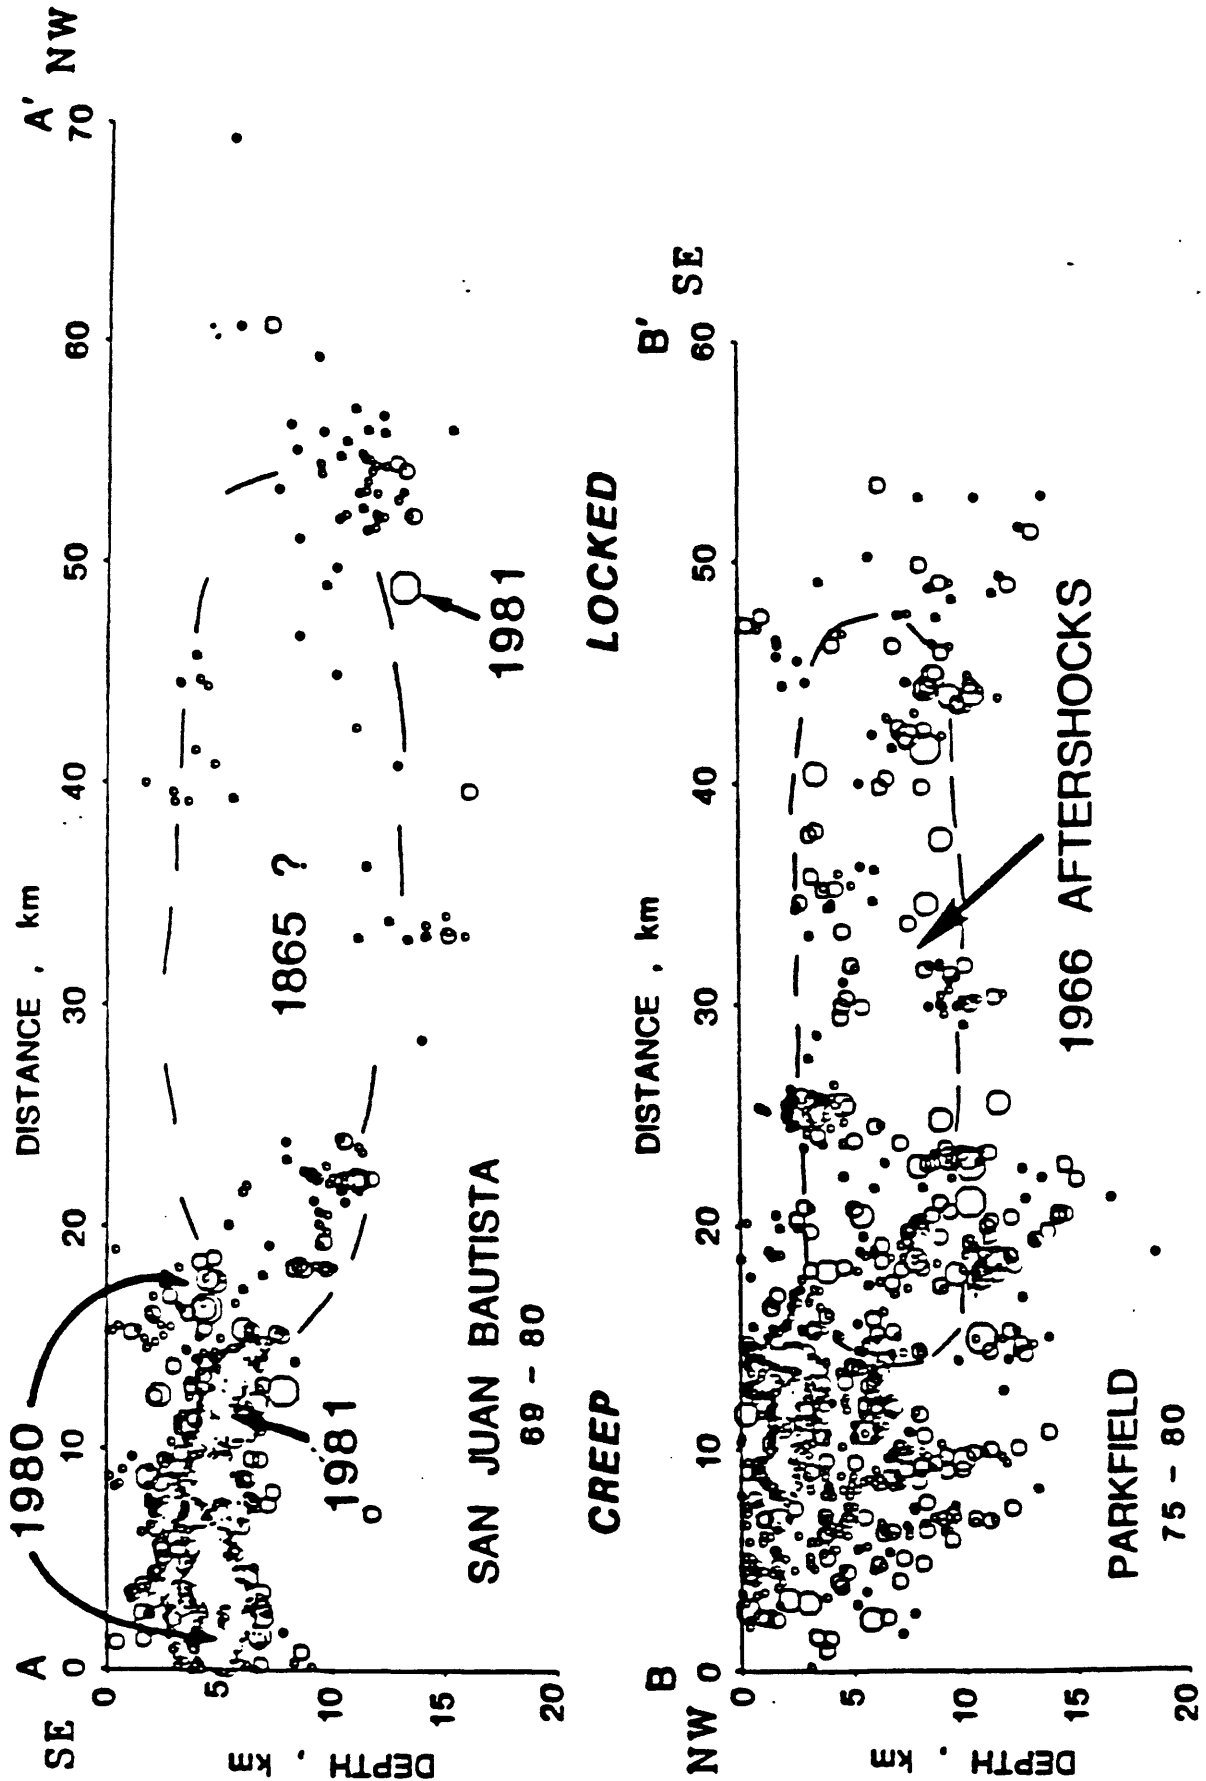 A A'
SE NW
DISTANCE , km
0 10 20 30 40 50 60 70
0
5
10
15
20
DEPTH , km
1980
1981
1865 ?
1981
SAN JUAN BAUTISTA
69 – 80
CREEP LOCKED
B B'
NW SE
DISTANCE , km
0 10 20 30 40 50 60
0
5
10
15
20
DEPTH , km
1966 AFTERSHOCKS
PARKFIELD
75 – 80